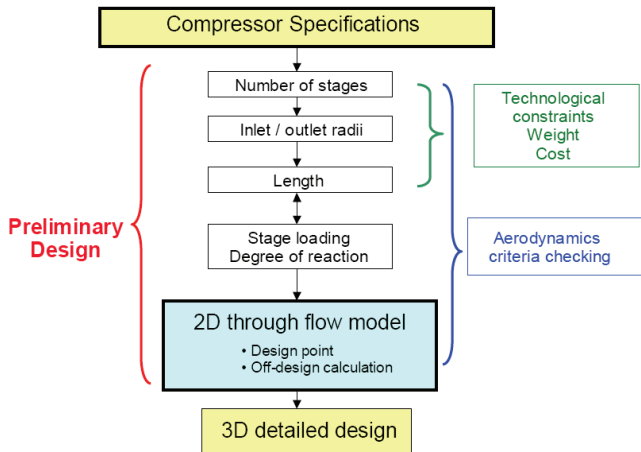 Compressor Specifications
Number of stages
Inlet / outlet radii
Length
Stage loading
Degree of reaction
2D through flow model
• Design point
• Off-design calculation
3D detailed design
Preliminary
Design
Technological
constraints
Weight
Cost
Aerodynamics
criteria checking